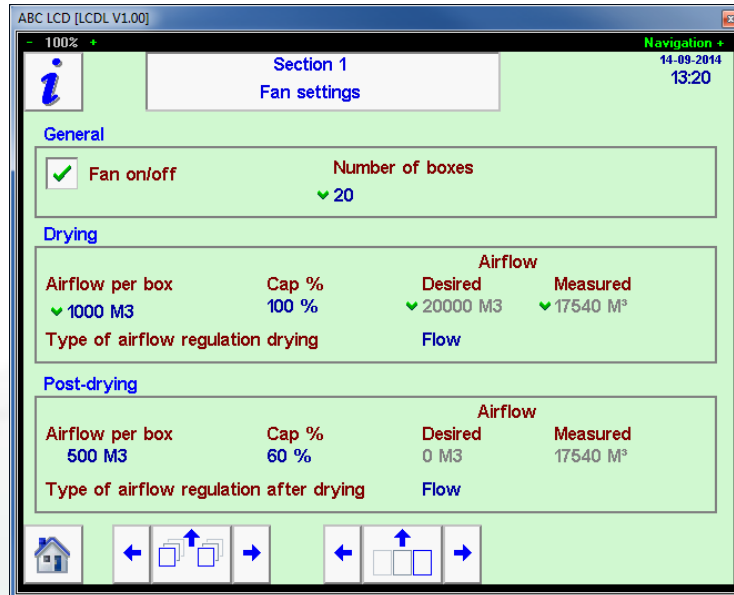 ABC LCD [LCDL V1.00]
- 100% +
Navigation +
i
Section 1
Fan settings
14-09-2014
13:20
General
Fan on/off
Number of boxes
20
Drying
Airflow
Airflow per box Cap % Desired Measured
1000 M3 100 % 20000 M3 17540 M³
Type of airflow regulation drying Flow
Post-drying
Airflow
Airflow per box Cap % Desired Measured
500 M3 60 % 0 M3 17540 M³
Type of airflow regulation after drying Flow